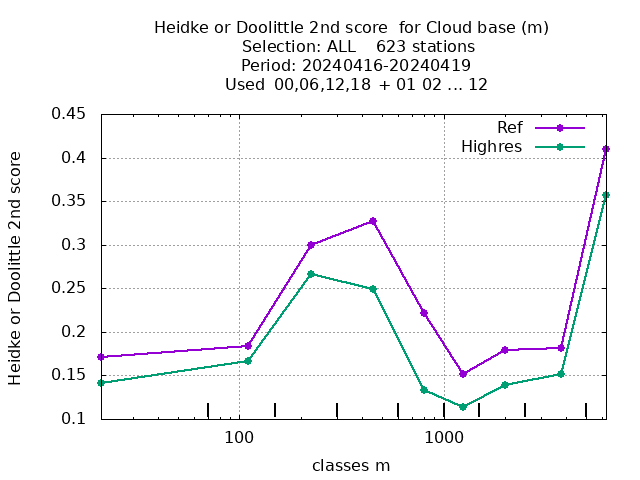 Heidke or Doolittle 2nd score  for Cloud base (m)
Selection: ALL    623 stations
Period: 20240416-20240419
Used  00,06,12,18 + 01 02 ... 12
Ref
Highres
0.45
0.4
0.35
0.3
0.25
0.2
0.15
0.1
Heidke or Doolittle 2nd score
100
1000
classes m